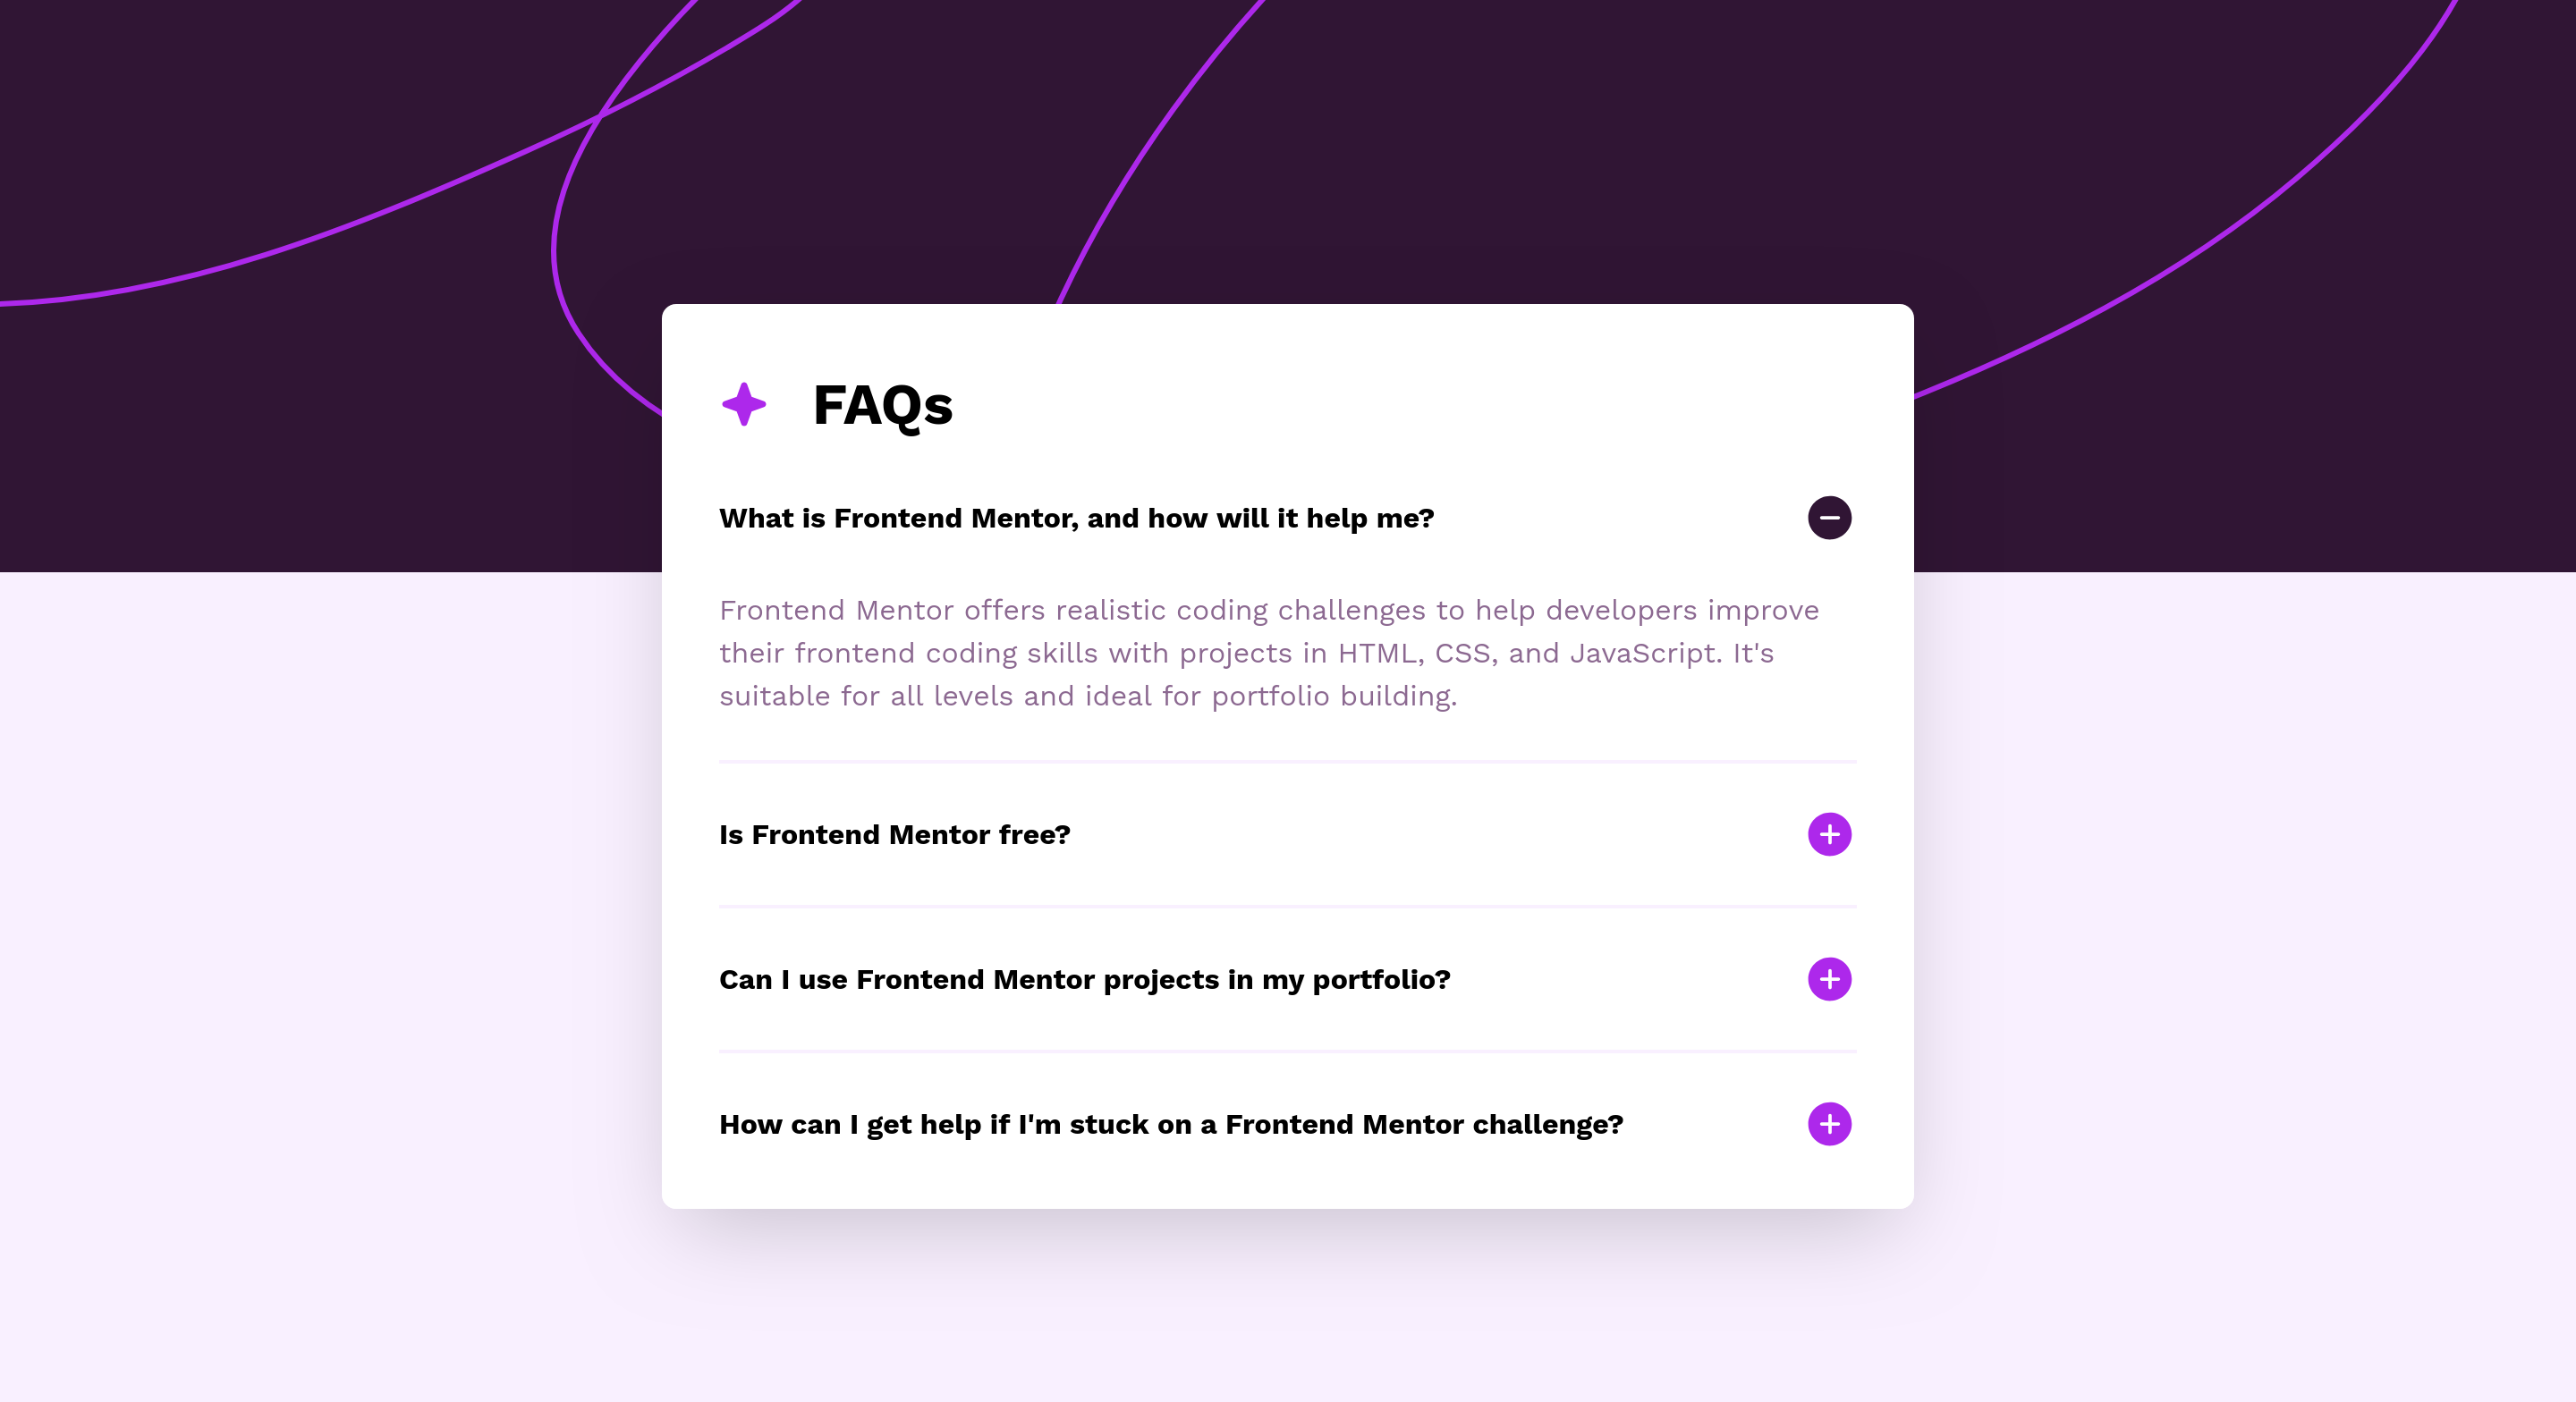 FAQs
What is Frontend Mentor, and how will it help me?
Frontend Mentor offers realistic coding challenges to help developers improve
their frontend coding skills with projects in HTML, CSS, and JavaScript. It's
suitable for all levels and ideal for portfolio building.
Is Frontend Mentor free?
Can I use Frontend Mentor projects in my portfolio?
How can I get help if I'm stuck on a Frontend Mentor challenge?